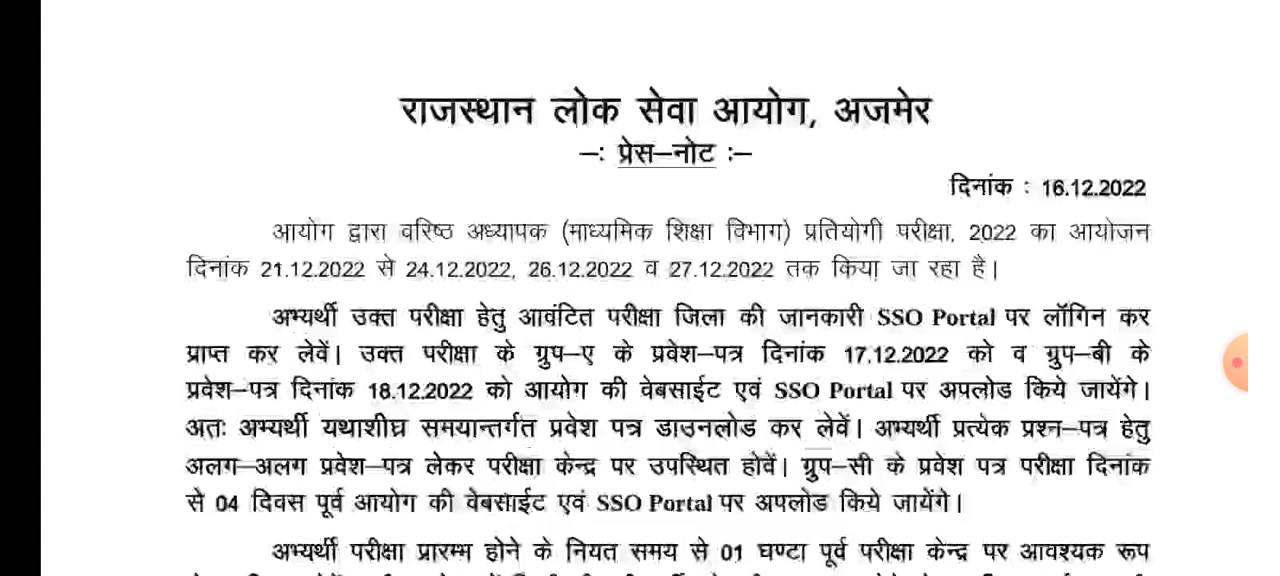 राजस्थान लोक सेवा आयोग, अजमेर
–: प्रेस–नोट :–
दिनांक : 16.12.2022
आयोग द्वारा वरिष्ठ अध्यापक (माध्यमिक शिक्षा विभाग) प्रतियोगी परीक्षा, 2022 का आयोजन
दिनांक 21.12.2022 से 24.12.2022, 26.12.2022 व 27.12.2022 तक किया जा रहा है।
अभ्यर्थी उक्त परीक्षा हेतु आवंटित परीक्षा जिला की जानकारी SSO Portal पर लॉगिन कर
प्राप्त कर लेवें। उक्त परीक्षा के ग्रुप–ए के प्रवेश–पत्र दिनांक 17.12.2022 को व ग्रुप–बी के
प्रवेश–पत्र दिनांक 18.12.2022 को आयोग की वेबसाईट एवं SSO Portal पर अपलोड किये जायेंगे।
अतः अभ्यर्थी यथाशीघ्र समयान्तर्गत प्रवेश पत्र डाउनलोड कर लेवें। अभ्यर्थी प्रत्येक प्रश्न–पत्र हेतु
अलग–अलग प्रवेश–पत्र लेकर परीक्षा केन्द्र पर उपस्थित होवें। ग्रुप–सी के प्रवेश पत्र परीक्षा दिनांक
से 04 दिवस पूर्व आयोग की वेबसाईट एवं SSO Portal पर अपलोड किये जायेंगे।
अभ्यर्थी परीक्षा प्रारम्भ होने के नियत समय से 01 घण्टा पूर्व परीक्षा केन्द्र पर आवश्यक रूप